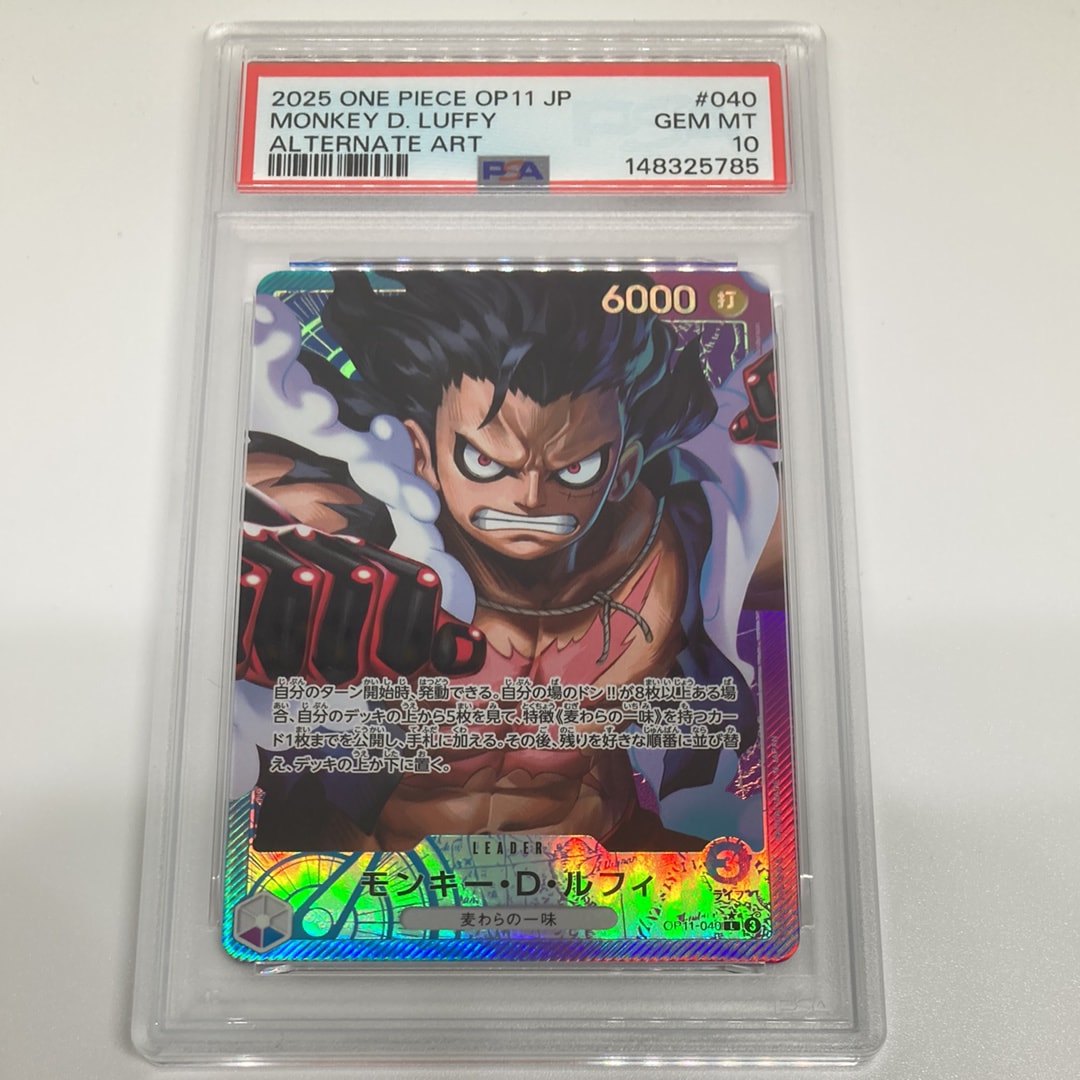 2025 ONE PIECE OP11 JP #040
MONKEY D. LUFFY GEM MT
ALTERNATE ART 10
PSA 148325785
6000 打
自分のターン開始時、発動できる。自分の場のドン!!が8枚以上ある場
合、自分のデッキの上から5枚を見て、特徴《麦わらの一味》を持つカー
ド1枚までを公開し、手札に加える。その後、残りを好きな順番に並び替
え、デッキの上か下に置く。
LEADER
3
ライフ
モンキー・D・ルフィ
麦わらの一味
OP11-040 L 3